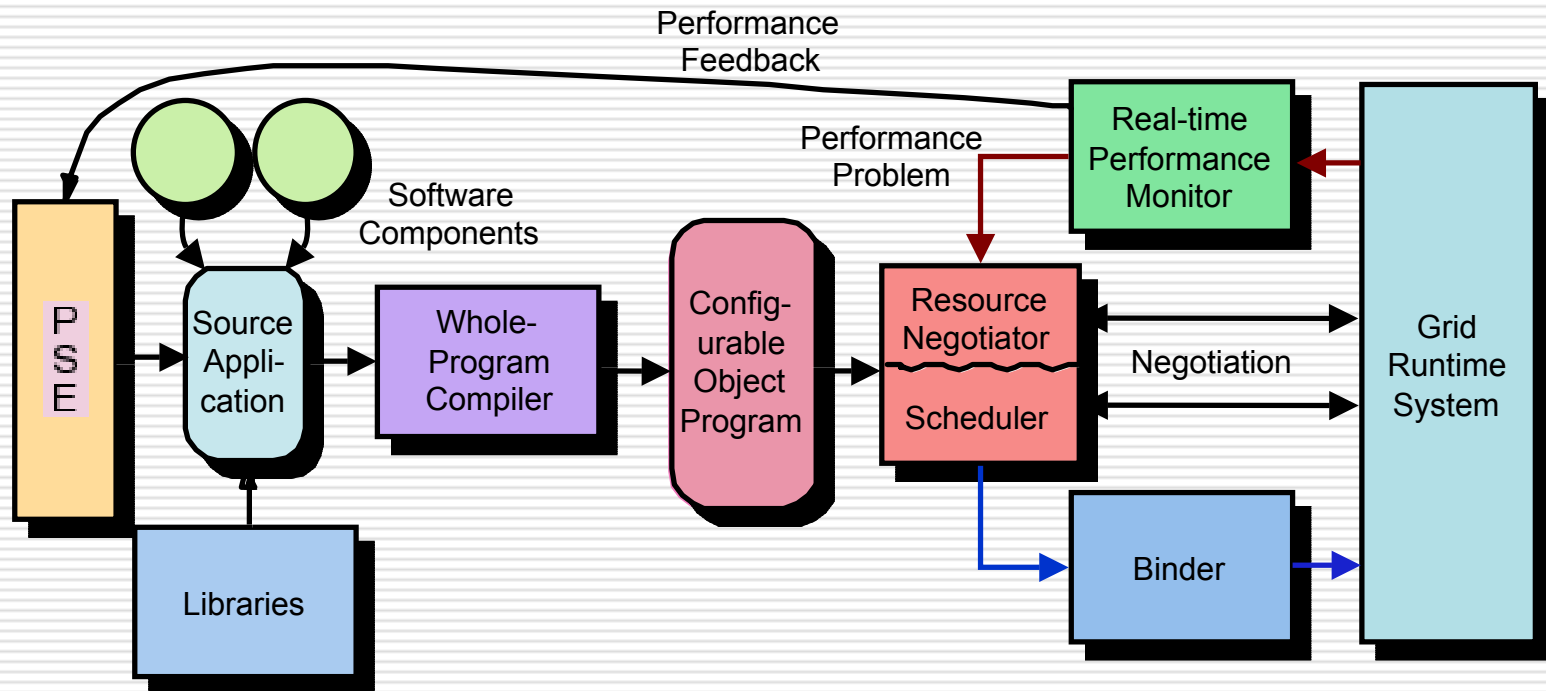 Performance
Feedback
Real-time
Performance
Monitor
Performance
Problem
Software
Components
P
S
E
Source
Appli-
cation
Whole-
Program
Compiler
Config-
urable
Object
Program
Resource
Negotiator
Scheduler
Negotiation
Grid
Runtime
System
Libraries
Binder